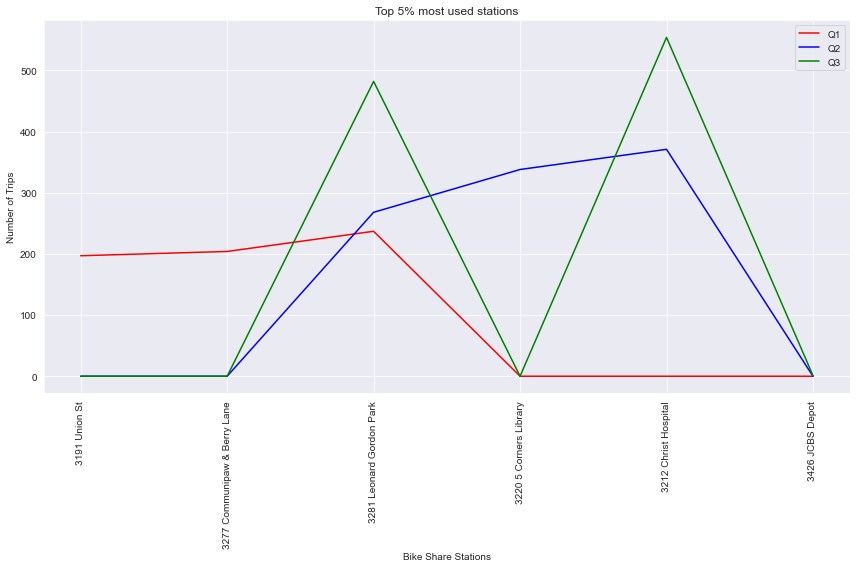 Top 5% most used stations
Q1
Q2
Q3
500
400
300
200
100
0
Number of Trips
3191 Union St
3277 Communipaw & Berry Lane
3281 Leonard Gordon Park
3220 5 Corners Library
3212 Christ Hospital
3426 JCBS Depot
Bike Share Stations